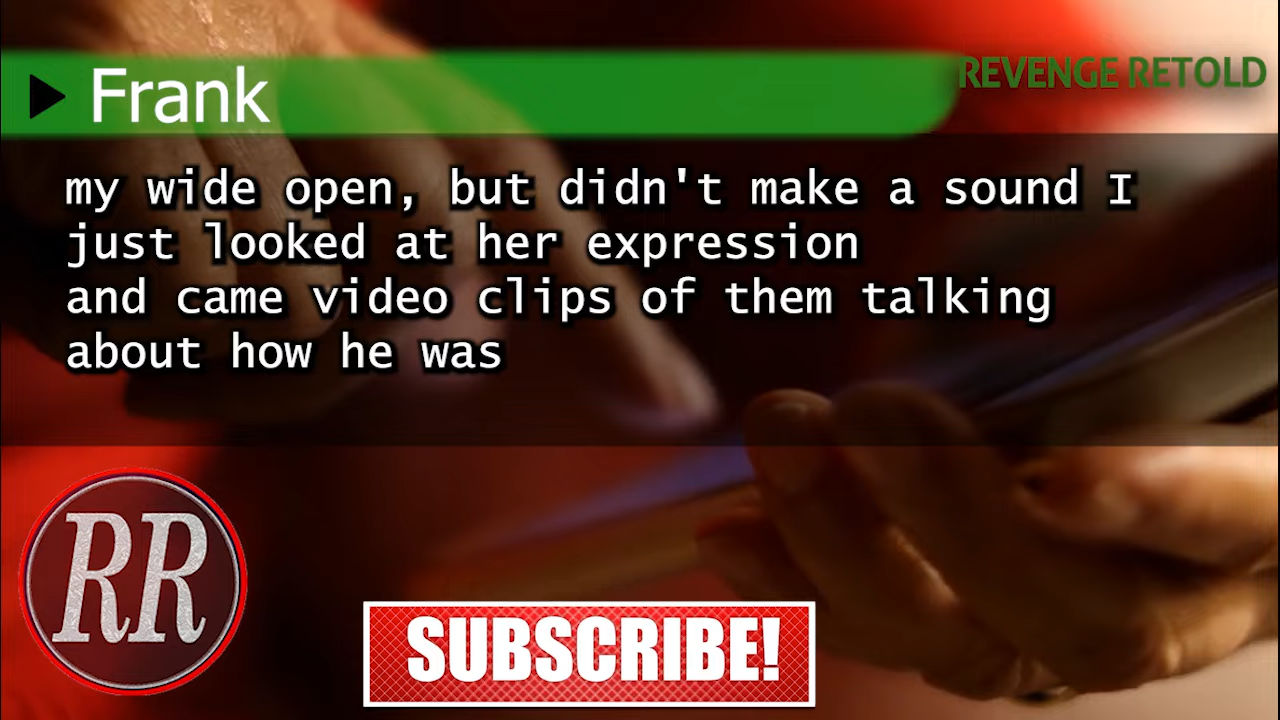 Frank
REVENGE RETOLD
my wide open, but didn't make a sound I
just looked at her expression
and came video clips of them talking
about how he was
RR
SUBSCRIBE!